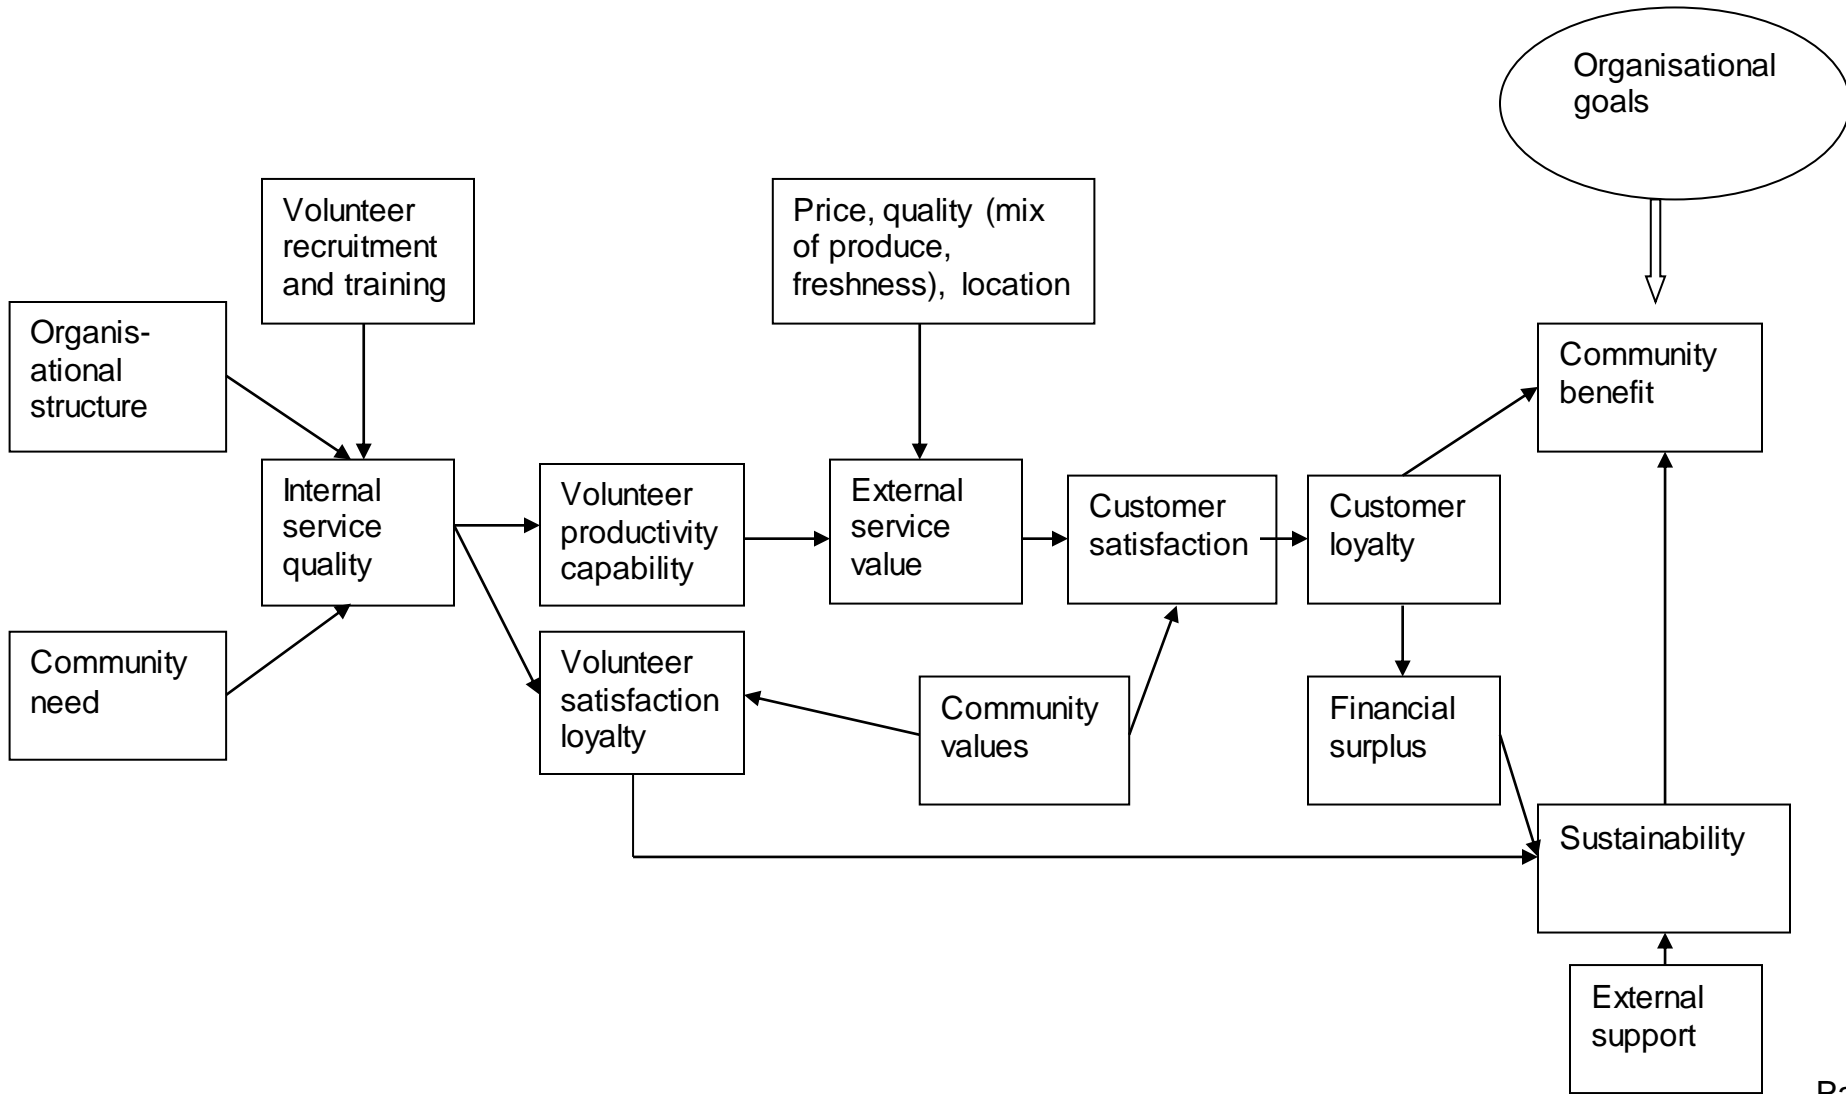 Organisational
goals
Volunteer
recruitment
and training
Price, quality (mix
of produce,
freshness), location
Organis-
ational
structure
Community
benefit
Internal
service
quality
Volunteer
productivity
capability
External
service
value
Customer
satisfaction
Customer
loyalty
Community
need
Volunteer
satisfaction
loyalty
Community
values
Financial
surplus
Sustainability
External
support